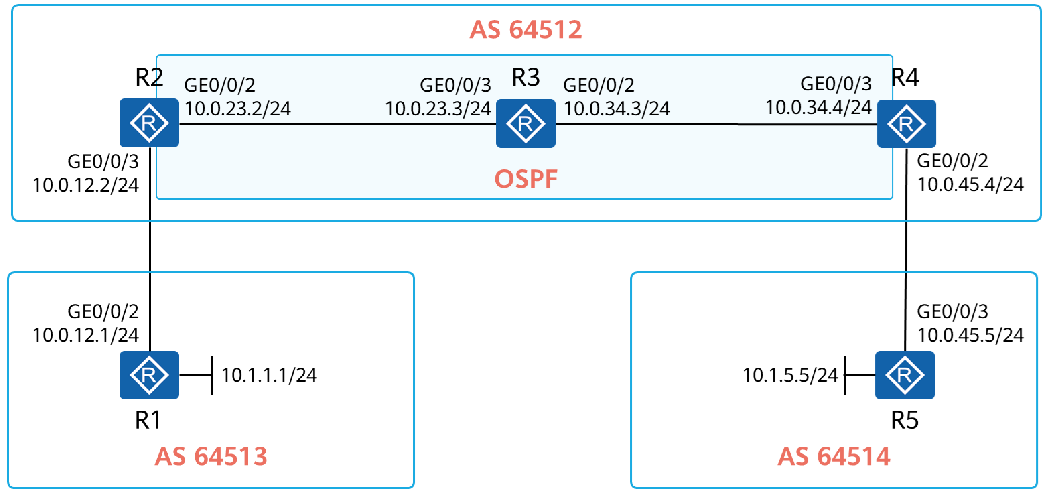 AS 64512
R2
GE0/0/2
10.0.23.2/24
GE0/0/3
10.0.23.3/24
R3
GE0/0/2
10.0.34.3/24
GE0/0/3
10.0.34.4/24
R4
R
R
R
GE0/0/3
10.0.12.2/24
OSPF
GE0/0/2
10.0.45.4/24
GE0/0/2
10.0.12.1/24
R
10.1.1.1/24
R1
AS 64513
GE0/0/3
10.0.45.5/24
10.1.5.5/24
R
R5
AS 64514